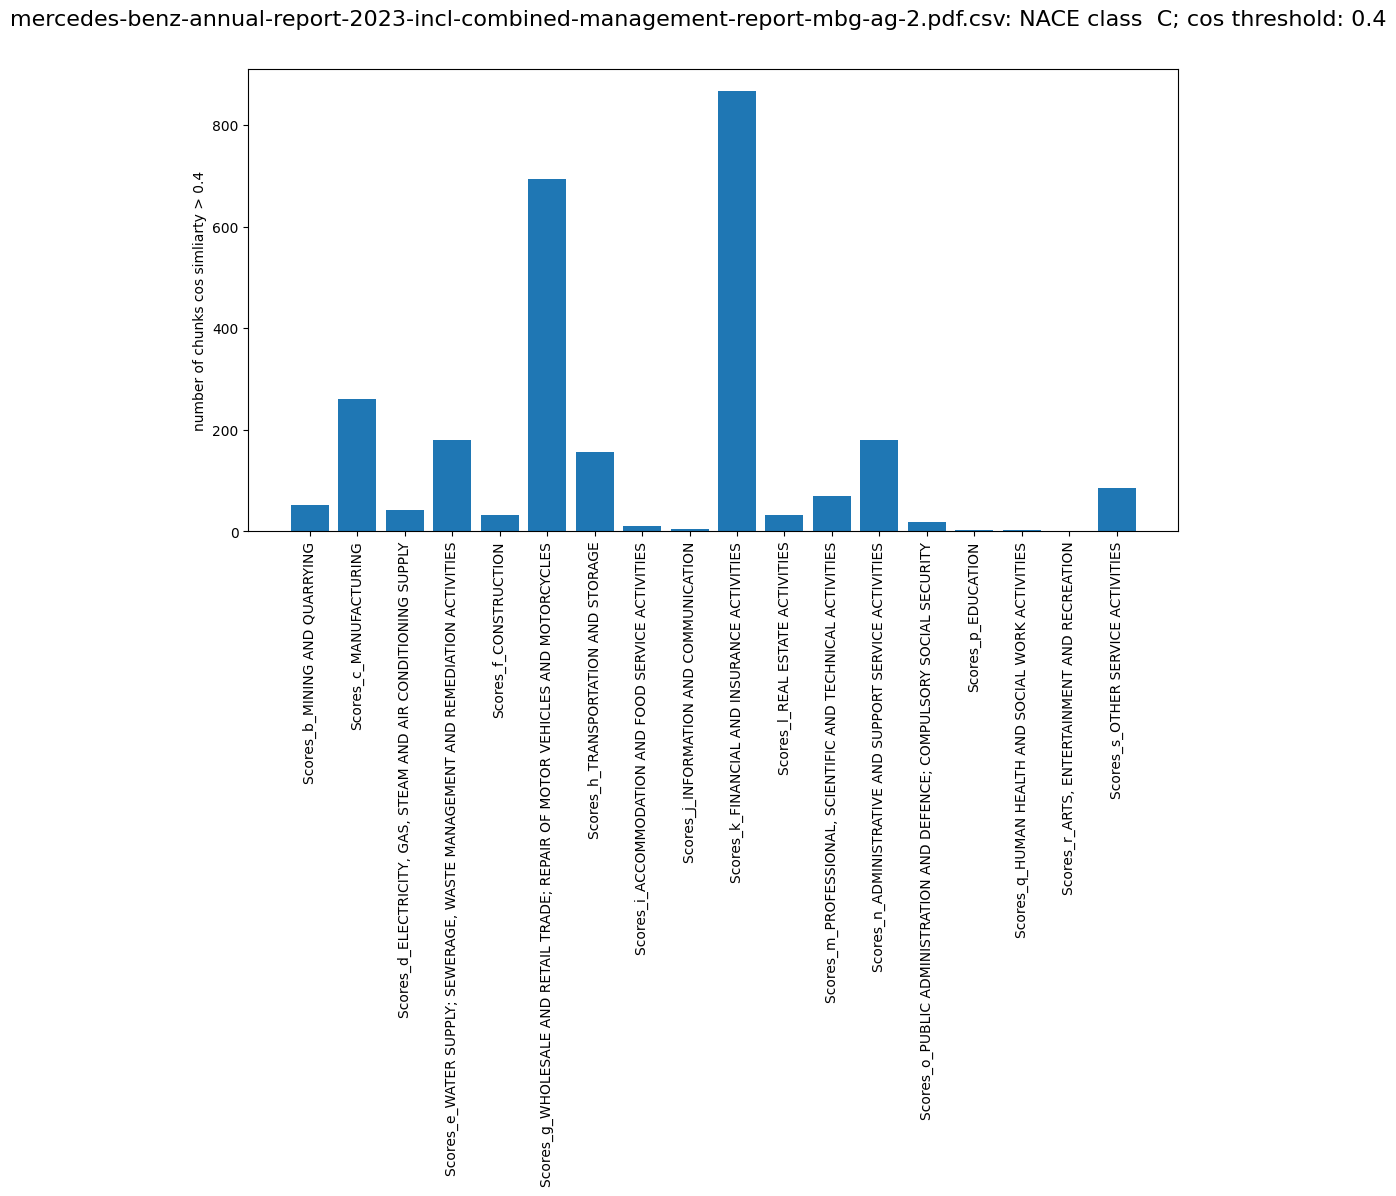 mercedes-benz-annual-report-2023-incl-combined-management-report-mbg-ag-2.pdf.csv: NACE class  C; cos threshold: 0.4
number of chunks cos simliarty > 0.4
800
600
400
200
0
Scores_b_MINING AND QUARRYING
Scores_c_MANUFACTURING
Scores_d_ELECTRICITY, GAS, STEAM AND AIR CONDITIONING SUPPLY
Scores_e_WATER SUPPLY; SEWERAGE, WASTE MANAGEMENT AND REMEDIATION ACTIVITIES
Scores_f_CONSTRUCTION
Scores_g_WHOLESALE AND RETAIL TRADE; REPAIR OF MOTOR VEHICLES AND MOTORCYCLES
Scores_h_TRANSPORTATION AND STORAGE
Scores_i_ACCOMMODATION AND FOOD SERVICE ACTIVITIES
Scores_j_INFORMATION AND COMMUNICATION
Scores_k_FINANCIAL AND INSURANCE ACTIVITIES
Scores_l_REAL ESTATE ACTIVITIES
Scores_m_PROFESSIONAL, SCIENTIFIC AND TECHNICAL ACTIVITIES
Scores_n_ADMINISTRATIVE AND SUPPORT SERVICE ACTIVITIES
Scores_o_PUBLIC ADMINISTRATION AND DEFENCE; COMPULSORY SOCIAL SECURITY
Scores_p_EDUCATION
Scores_q_HUMAN HEALTH AND SOCIAL WORK ACTIVITIES
Scores_r_ARTS, ENTERTAINMENT AND RECREATION
Scores_s_OTHER SERVICE ACTIVITIES